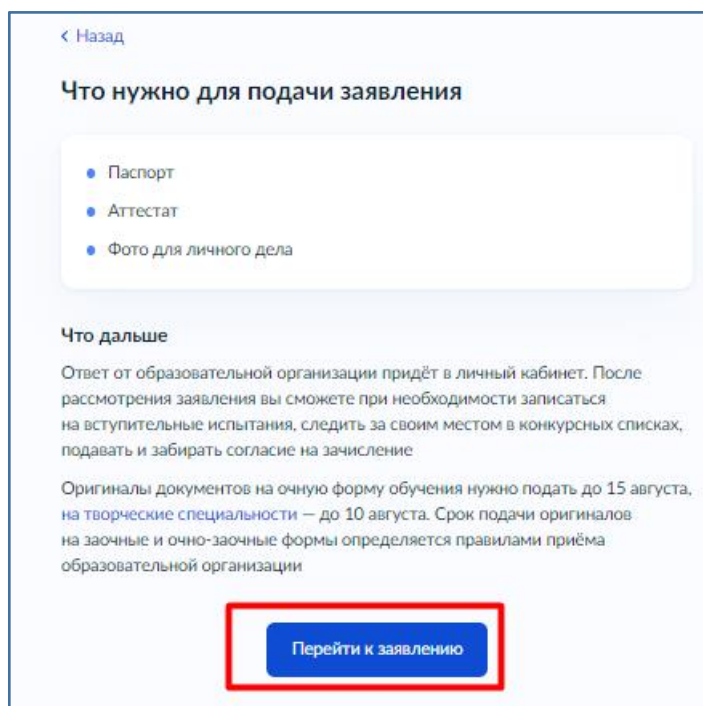 Назад
Что нужно для подачи заявления
Паспорт
Аттестат
Фото для личного дела
Что дальше
Ответ от образовательной организации придёт в личный кабинет. После
рассмотрения заявления вы сможете при необходимости записаться
на вступительные испытания, следить за своим местом в конкурсных списках,
подавать и забирать согласие на зачисление
Оригиналы документов на очную форму обучения нужно подать до 15 августа,
на творческие специальности — до 10 августа. Срок подачи оригиналов
на заочные и очно-заочные формы определяется правилами приёма
образовательной организации
Перейти к заявлению